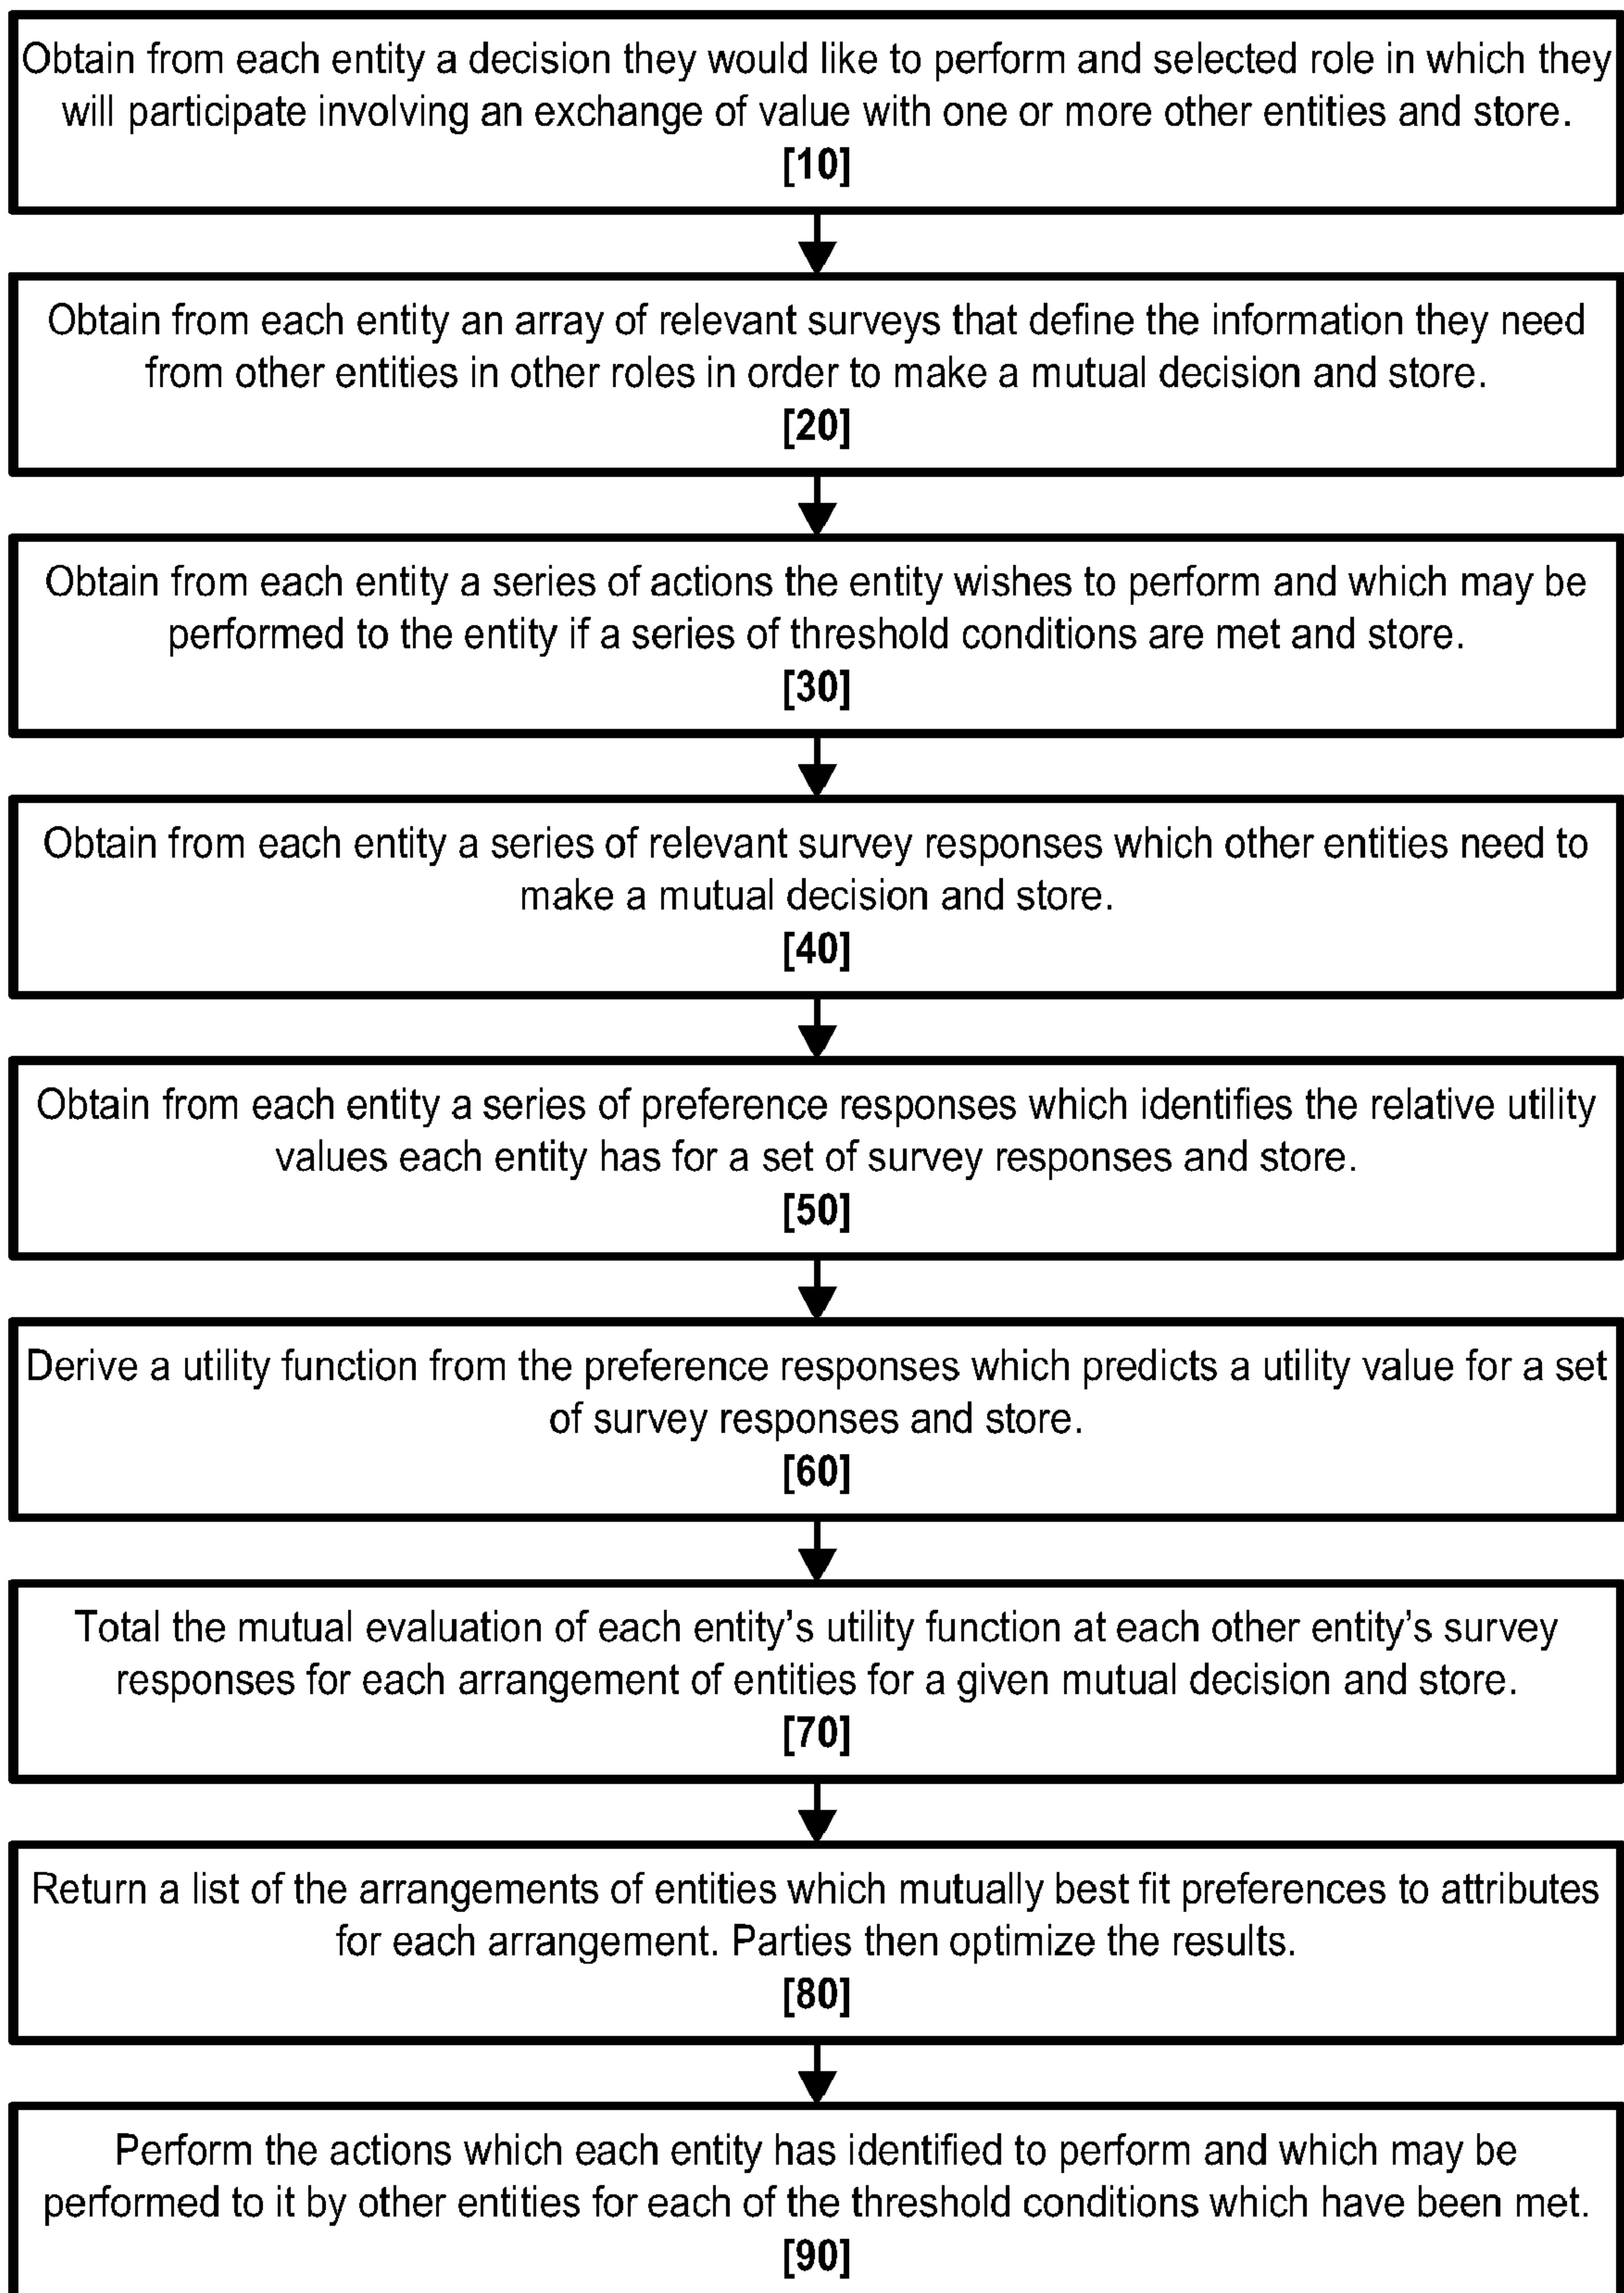 Obtain from each entity a decision they would like to perform and selected role in which they
will participate involving an exchange of value with one or more other entities and store.
[10]
Obtain from each entity an array of relevant surveys that define the information they need
from other entities in other roles in order to make a mutual decision and store.
[20]
Obtain from each entity a series of actions the entity wishes to perform and which may be
performed to the entity if a series of threshold conditions are met and store.
[30]
Obtain from each entity a series of relevant survey responses which other entities need to
make a mutual decision and store.
[40]
Obtain from each entity a series of preference responses which identifies the relative utility
values each entity has for a set of survey responses and store.
[50]
Derive a utility function from the preference responses which predicts a utility value for a set
of survey responses and store.
[60]
Total the mutual evaluation of each entity’s utility function at each other entity’s survey
responses for each arrangement of entities for a given mutual decision and store.
[70]
Return a list of the arrangements of entities which mutually best fit preferences to attributes
for each arrangement. Parties then optimize the results.
[80]
Perform the actions which each entity has identified to perform and which may be
performed to it by other entities for each of the threshold conditions which have been met.
[90]